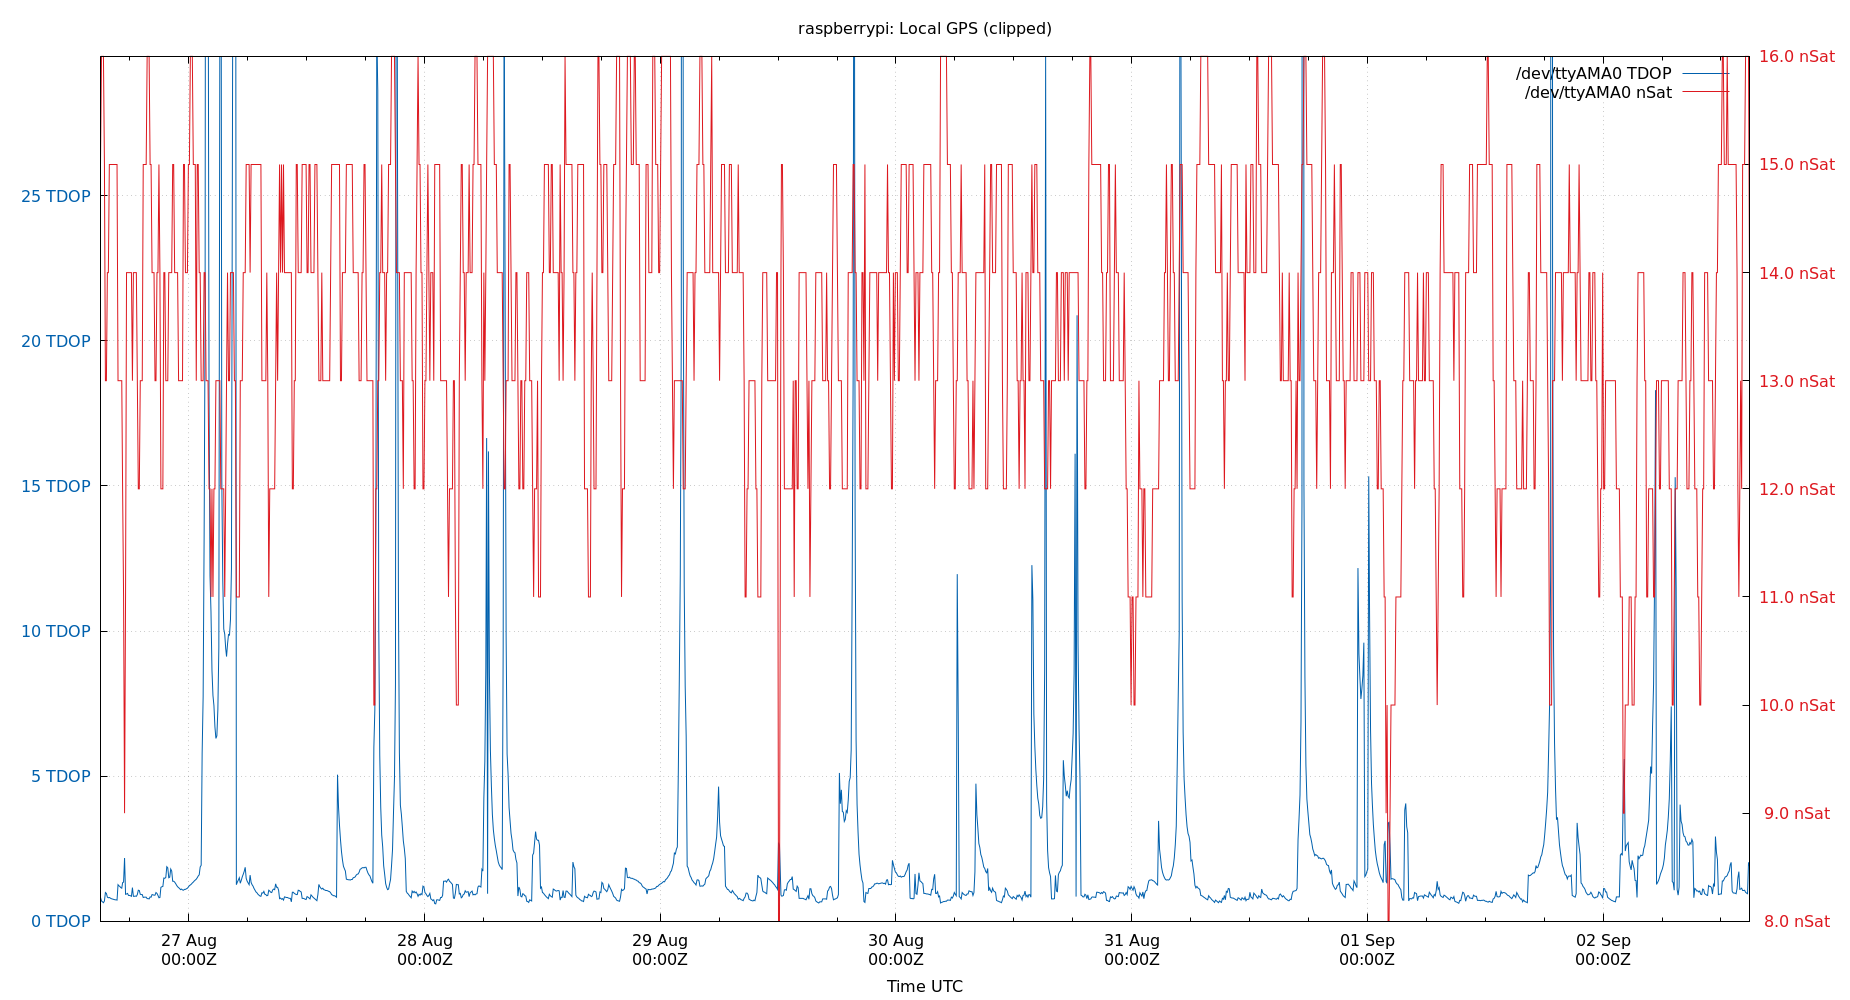 raspberrypi: Local GPS (clipped)
/dev/ttyAMA0 TDOP
/dev/ttyAMA0 nSat
25 TDOP
20 TDOP
15 TDOP
10 TDOP
5 TDOP
0 TDOP
16.0 nSat
15.0 nSat
14.0 nSat
13.0 nSat
12.0 nSat
11.0 nSat
10.0 nSat
9.0 nSat
8.0 nSat
27 Aug
00:00Z
28 Aug
00:00Z
29 Aug
00:00Z
30 Aug
00:00Z
31 Aug
00:00Z
01 Sep
00:00Z
02 Sep
00:00Z
Time UTC